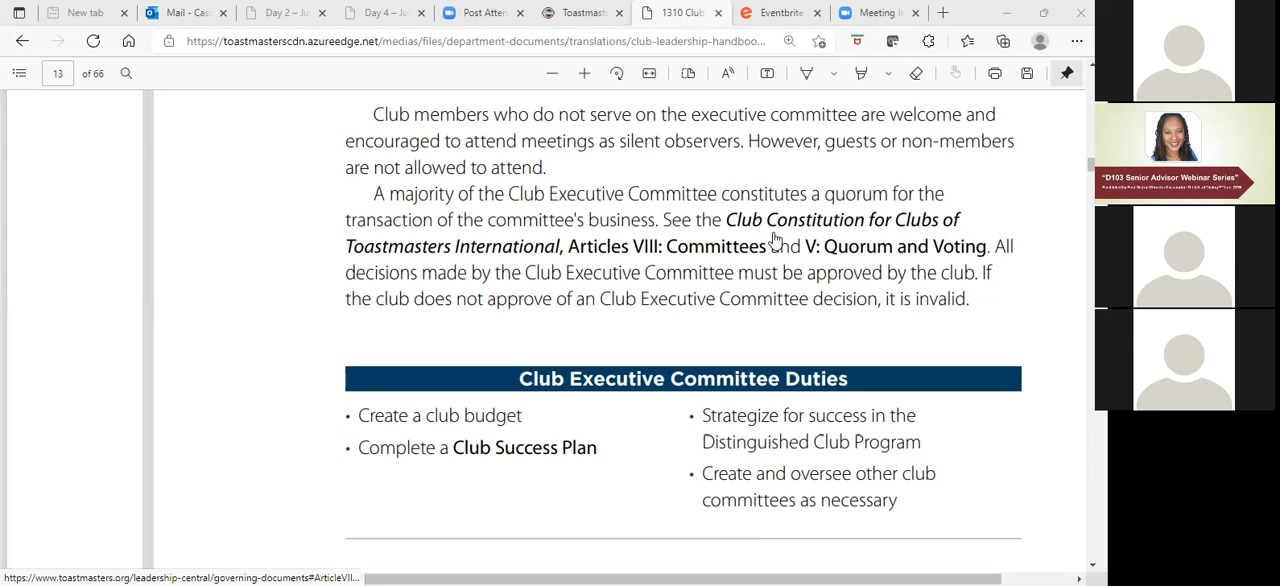 New tab
Mail - Cas
Day 2 – Ju
Day 4 – Ju
Post Atten
Toastmast
1310 Club
Eventbrite
Meeting In
https://toastmasterscdn.azureedge.net/medias/files/department-documents/translations/club-leadership-handboo...
13 of 66
Club members who do not serve on the executive committee are welcome and
encouraged to attend meetings as silent observers. However, guests or non-members
are not allowed to attend.
A majority of the Club Executive Committee constitutes a quorum for the
transaction of the committee's business. See the Club Constitution for Clubs of
Toastmasters International, Articles VIII: Committees and V: Quorum and Voting. All
decisions made by the Club Executive Committee must be approved by the club. If
the club does not approve of an Club Executive Committee decision, it is invalid.
Club Executive Committee Duties
• Create a club budget
• Complete a Club Success Plan
• Strategize for success in the
Distinguished Club Program
• Create and oversee other club
committees as necessary
https://www.toastmasters.org/leadership-central/governing-documents#ArticleVII...
"D103 Senior Advisor Webinar Series"